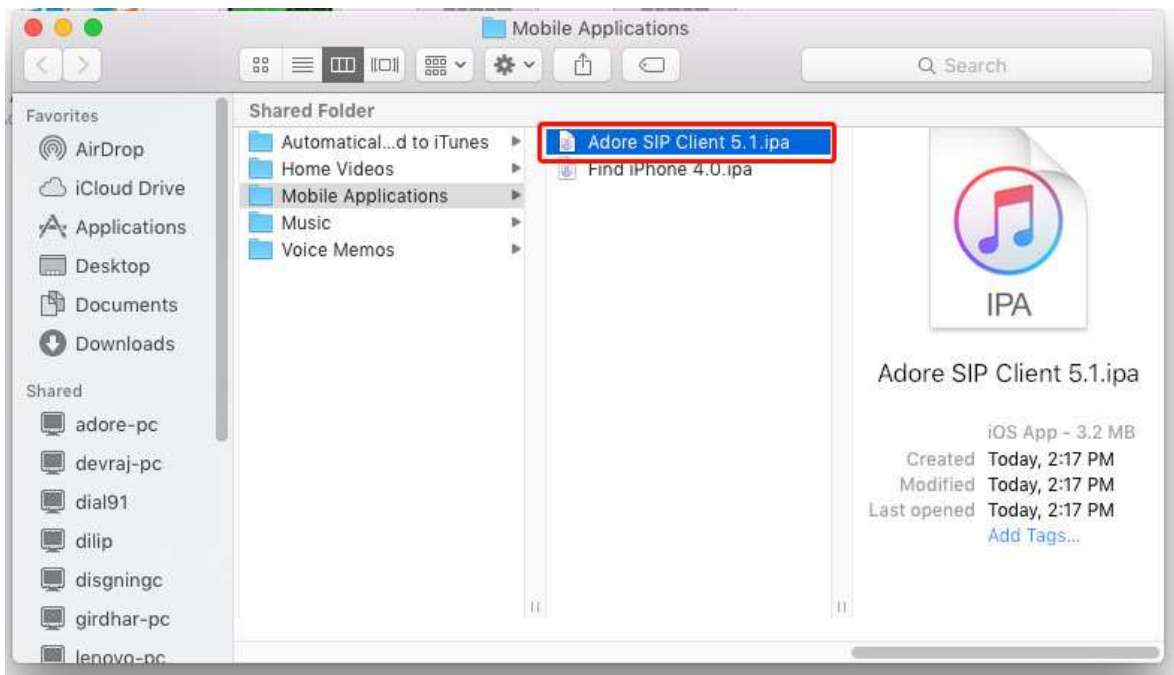 Mobile Applications
Search
Favorites
AirDrop
iCloud Drive
Applications
Desktop
Documents
Downloads
Shared
adore-pc
devraj-pc
dial91
dilip
disgningc
girdhar-pc
lenovo-pc
Shared Folder
Automatical...d to iTunes
Home Videos
Mobile Applications
Music
Voice Memos
Adore SIP Client 5.1.ipa
Find iPhone 4.0.ipa
IPA
Adore SIP Client 5.1.ipa
iOS App - 3.2 MB
Created Today, 2:17 PM
Modified Today, 2:17 PM
Last opened Today, 2:17 PM
Add Tags...